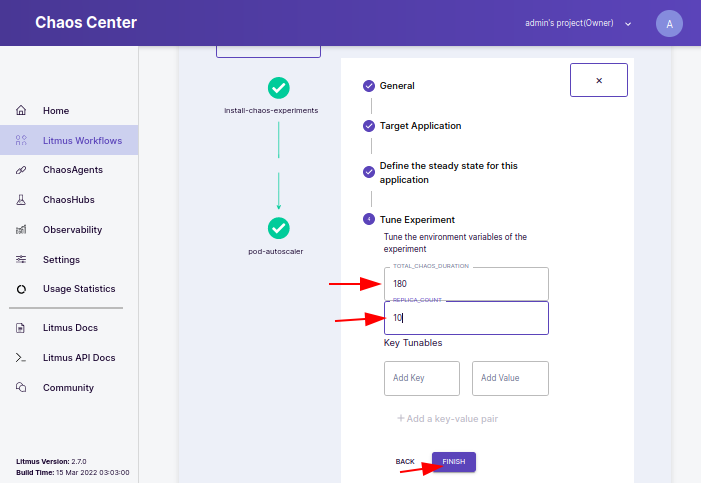 Chaos Center
admin's project(Owner)
A
Home
Litmus Workflows
ChaosAgents
ChaosHubs
Observability
Settings
Usage Statistics
Litmus Docs
Litmus API Docs
Community
Litmus Version: 2.7.0
Build Time: 15 Mar 2022 03:03:00
install-chaos-experiments
pod-autoscaler
×
General
Target Application
Define the steady state for this
application
4
Tune Experiment
Tune the environment variables of the
experiment
TOTAL_CHAOS_DURATION
180
REPLICA_COUNT
10
Key Tunables
Add Key
Add Value
+Add a key-value pair
BACK
FINISH